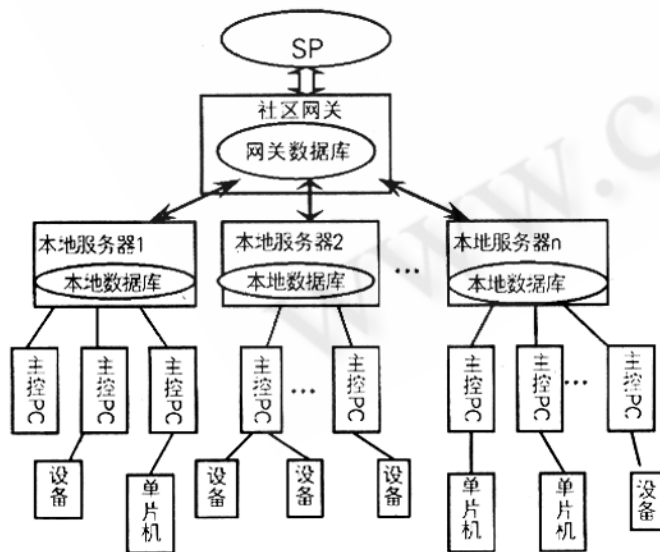 SP
社区网关
网关数据库
本地服务器1
本地服务器2
本地服务器n
本地数据库
本地数据库
...
本地数据库
主控PC
主控PC
主控PC
主控PC
...
主控PC
主控PC
主控PC
...
主控PC
设备
单片机
设备
设备
设备
单片机
单片机
设备
www.c